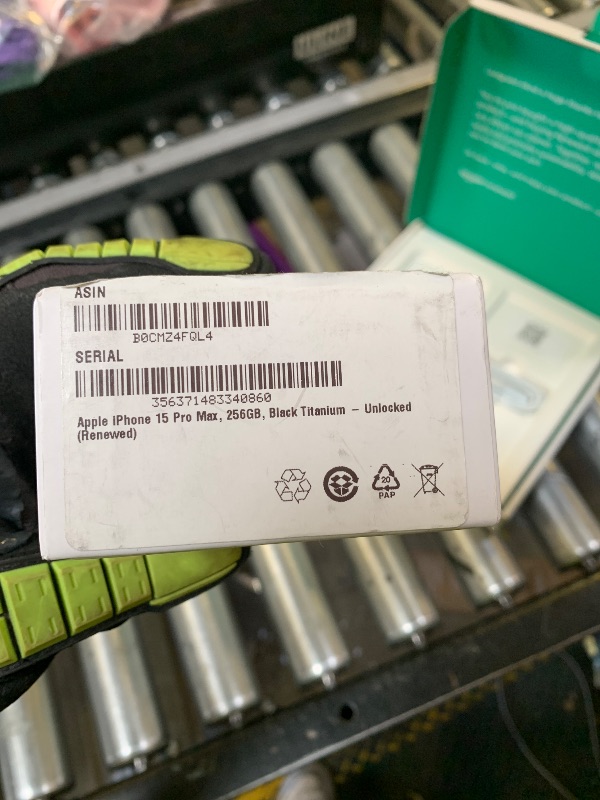 ASIN
B0CMZ4FQL4
SERIAL
356371483340860
Apple iPhone 15 Pro Max, 256GB, Black Titanium – Unlocked
(Renewed)
20
PAP